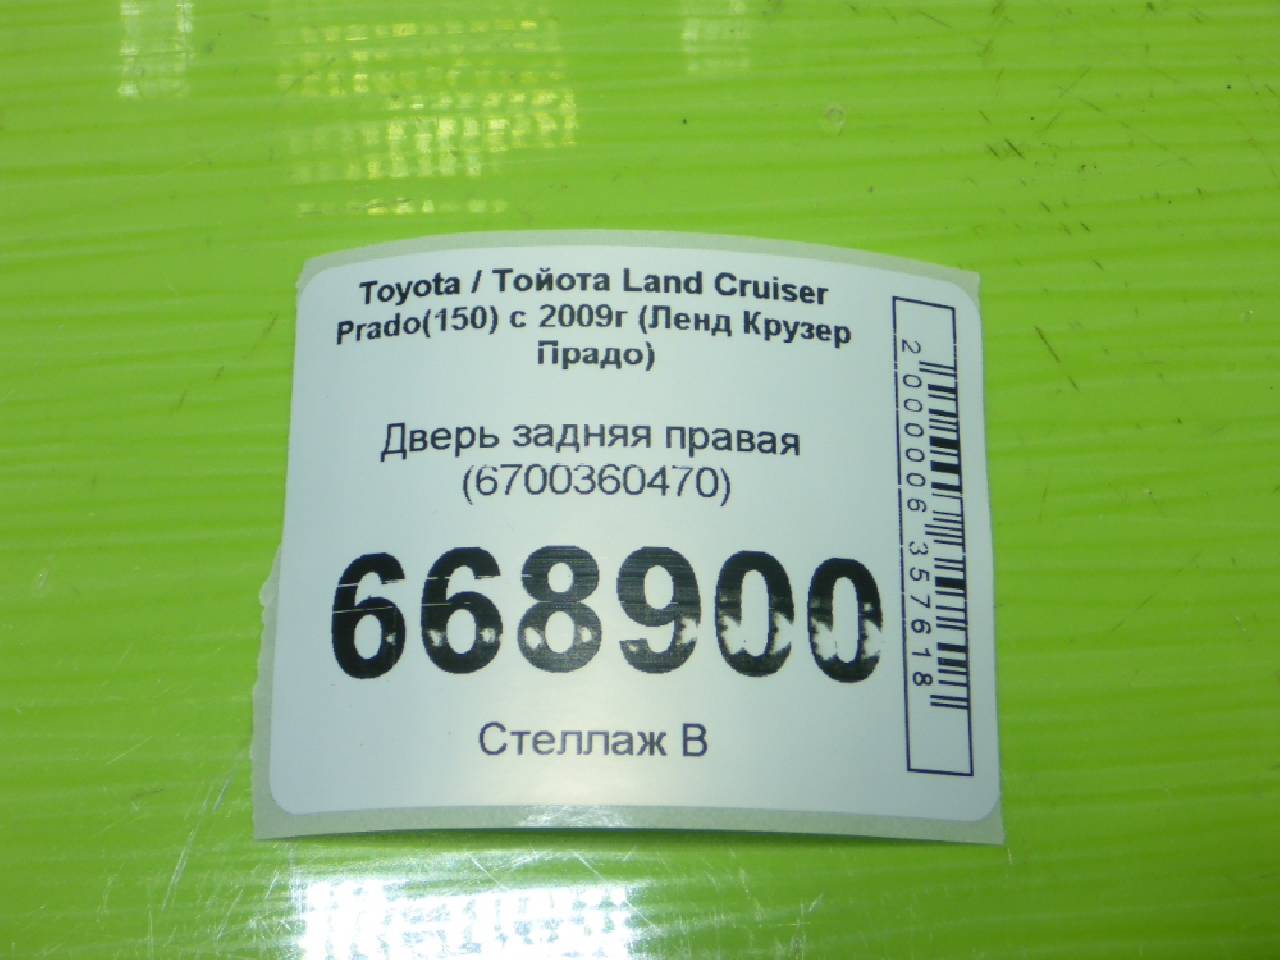 Toyota / Тойота Land Cruiser
Prado(150) с 2009г (Ленд Крузер
Прадо)
Дверь задняя правая
(6700360470)
668900
Стеллаж В
2000006357618